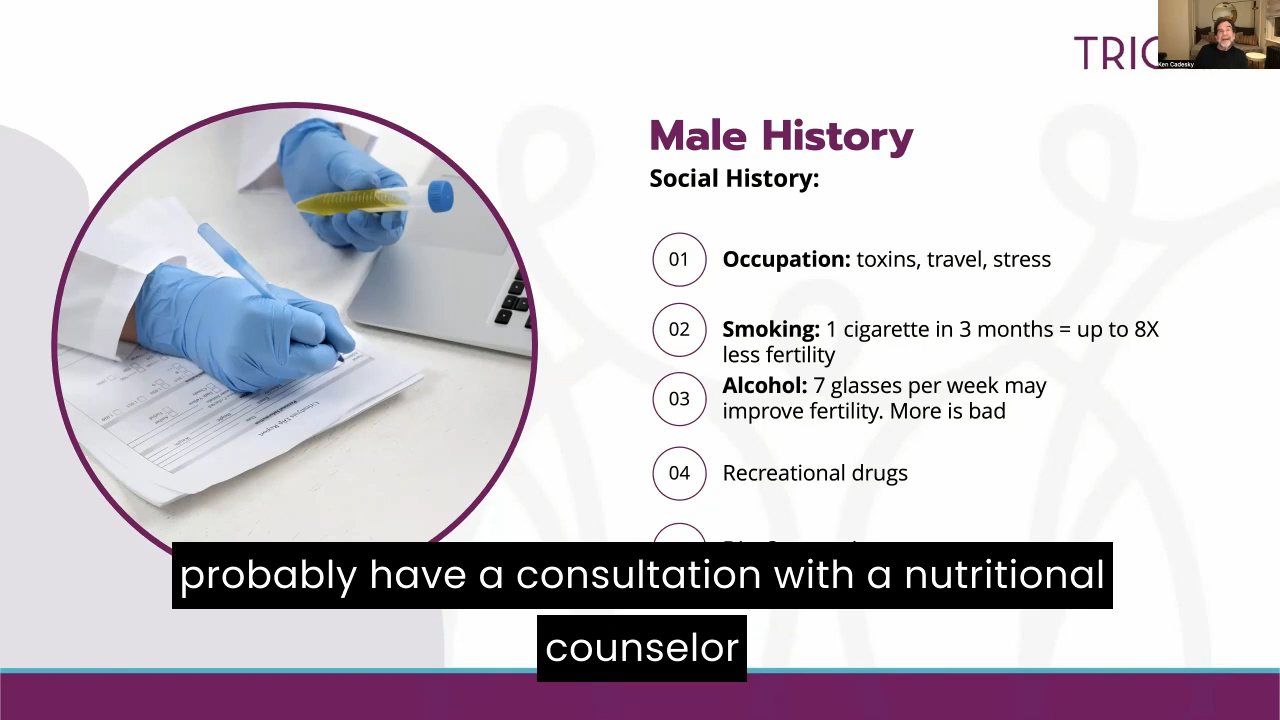 TRIO
Ken Cadesky
Male History
Social History:
01
Occupation: toxins, travel, stress
02
Smoking: 1 cigarette in 3 months = up to 8X
less fertility
03
Alcohol: 7 glasses per week may
improve fertility. More is bad
04
Recreational drugs
probably have a consultation with a nutritional
counselor